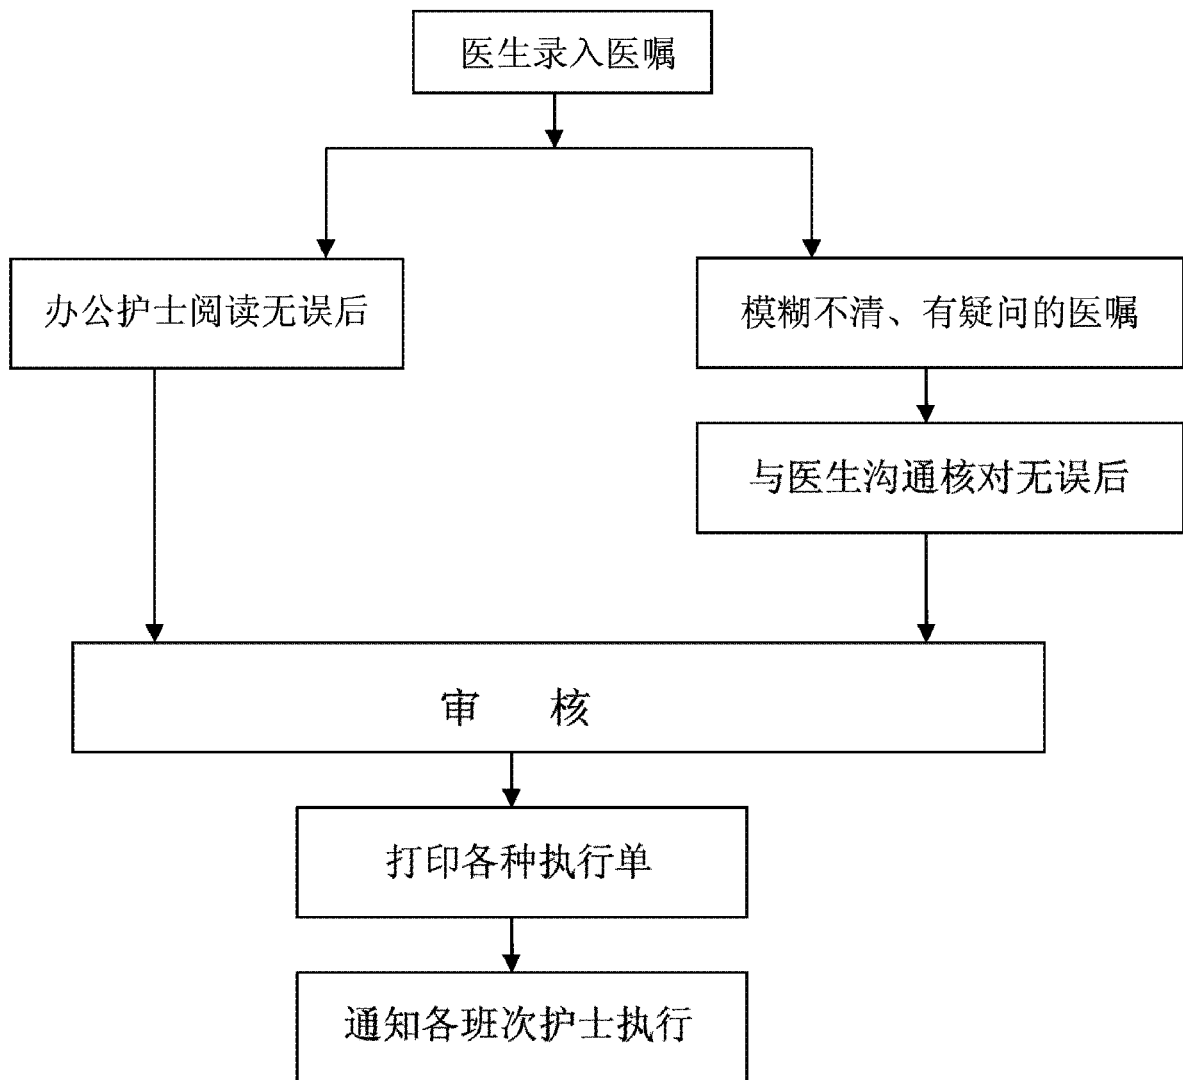 医生录入医嘱
办公护士阅读无误后
模糊不清、有疑问的医嘱
与医生沟通核对无误后
审 核
打印各种执行单
通知各班次护士执行